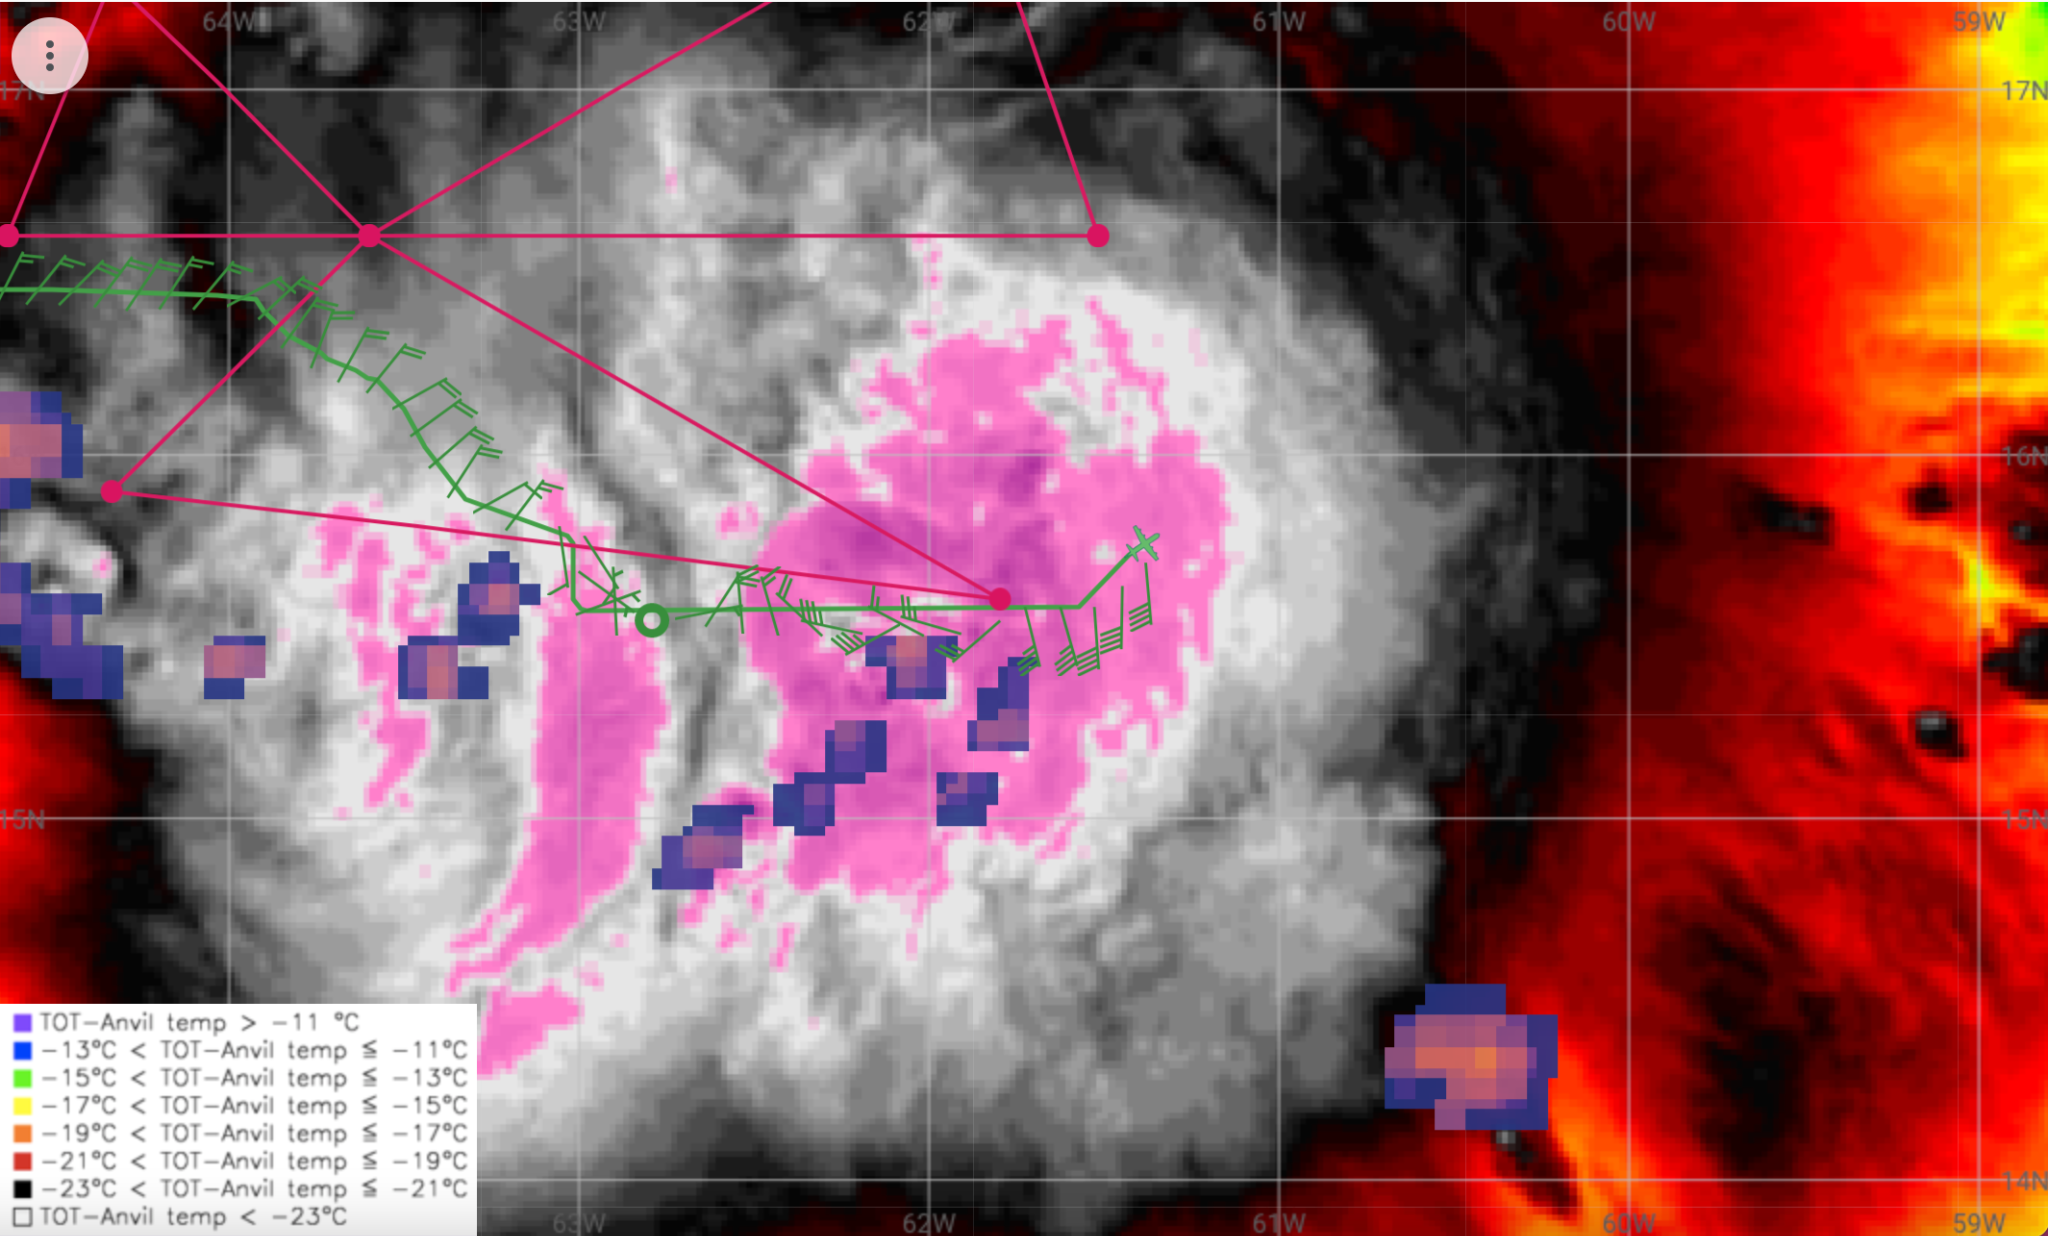 64W 63W 62W 61W 60W 59W
17N 17N
16N
15N 15N
14N
TOT-Anvil temp > -11 °C
-13°C < TOT-Anvil temp ≤ -11°C
-15°C < TOT-Anvil temp ≤ -13°C
-17°C < TOT-Anvil temp ≤ -15°C
-19°C < TOT-Anvil temp ≤ -17°C
-21°C < TOT-Anvil temp ≤ -19°C
-23°C < TOT-Anvil temp ≤ -21°C
TOT-Anvil temp < -23°C
63W 62W 61W 60W 59W